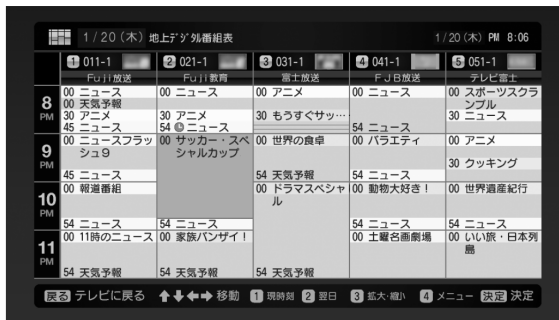 1/20(木) 地上デジタル番組表 1/20(木) PM 8:06
1 011-1 2 021-1 3 031-1 4 041-1 5 051-1
Fuji放送 Fuji教育 富士放送 FJB放送 テレビ富士
8 PM
00 ニュース
00 天気予報
30 アニメ
45 ニュース
00 ニュース
30 アニメ
54 ニュース
00 アニメ
30 もうすぐサッ…
54 ニュース
00 スポーツスクラ
ンブル
30 ニュース
9 PM
00 ニュースフラッ
シュ9
45 ニュース
00 サッカー・スペ
シャルカップ
00 世界の食卓
54 天気予報
00 バラエティ
54 ニュース
00 アニメ
30 クッキング
10 PM
00 報道番組
54 ニュース
54 ニュース
00 ドラマスペシャ
ル
00 動物大好き!
54 ニュース
00 世界遺産紀行
54 ニュース
11 PM
00 11時のニュース
54 天気予報
00 家族バンザイ!
54 天気予報
54 天気予報
00 土曜名画劇場
00 いい旅・日本列
島
戻る テレビに戻る 移動 1 現時刻 2 翌日 3 拡大・縮小 4 メニュー 決定 決定